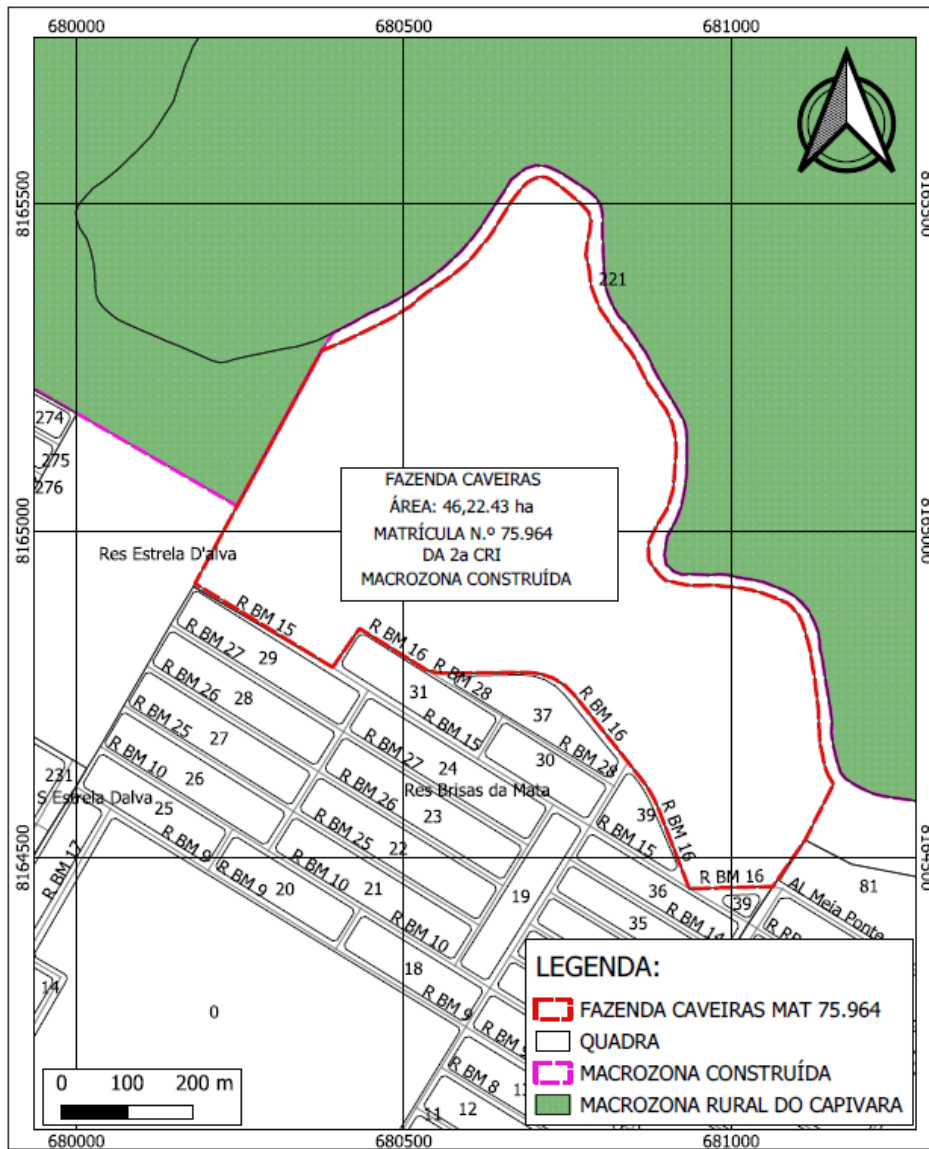 680000
680500
681000
8165500
8165500
221
274
275
276
FAZENDA CAVEIRAS
ÁREA: 46,22.43 ha
MATRÍCULA N.º 75.964
DA 2a CRI
MACROZONA CONSTRUÍDA
8165000
8165000
Res Estrela D'alva
R BM 15
R BM 16
R BM 27
29
R BM 28
R BM 26
28
31
37
R BM 16
R BM 25
27
R BM 15
30
R BM 28
R BM 10
26
R BM 27
24
231
S Estrela Dalva
25
R BM 26
23
Res Brisas da Mata
39
R BM 16
R BM 9
R BM 25
22
R BM 15
8164500
8164500
R BM 17
R BM 9
20
R BM 10
21
19
36
R BM 16
39
81
AL Meia Ponte
35
R BM 14
R BM 10
18
R BM 9
14
0
R BM 8
12
11
LEGENDA:
FAZENDA CAVEIRAS MAT 75.964
QUADRA
MACROZONA CONSTRUÍDA
MACROZONA RURAL DO CAPIVARA
0 100 200 m
680000
680500
681000